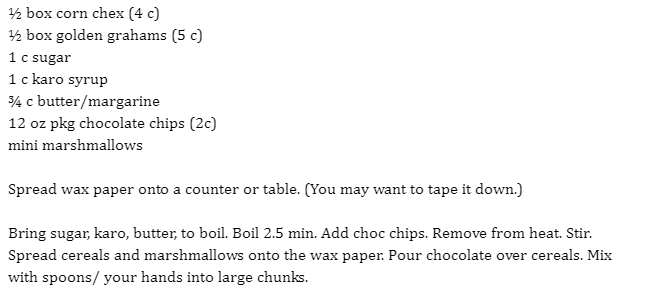 ½ box corn chex (4 c)
½ box golden grahams (5 c)
1 c sugar
1 c karo syrup
¾ c butter/margarine
12 oz pkg chocolate chips (2c)
mini marshmallows
Spread wax paper onto a counter or table. (You may want to tape it down.)
Bring sugar, karo, butter, to boil. Boil 2.5 min. Add choc chips. Remove from heat. Stir.
Spread cereals and marshmallows onto the wax paper. Pour chocolate over cereals. Mix
with spoons/ your hands into large chunks.